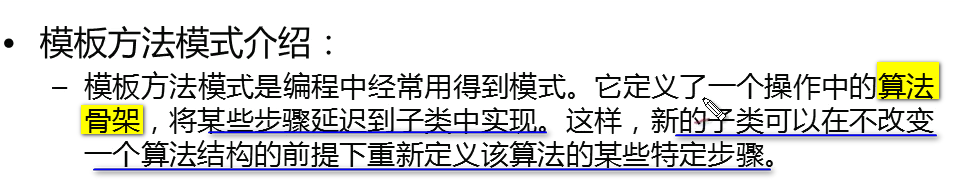 • 模板方法模式介绍：
– 模板方法模式是编程中经常用得到模式。它定义了一个操作中的算法
骨架，将某些步骤延迟到子类中实现。这样，新的子类可以在不改变
一个算法结构的前提下重新定义该算法的某些特定步骤。